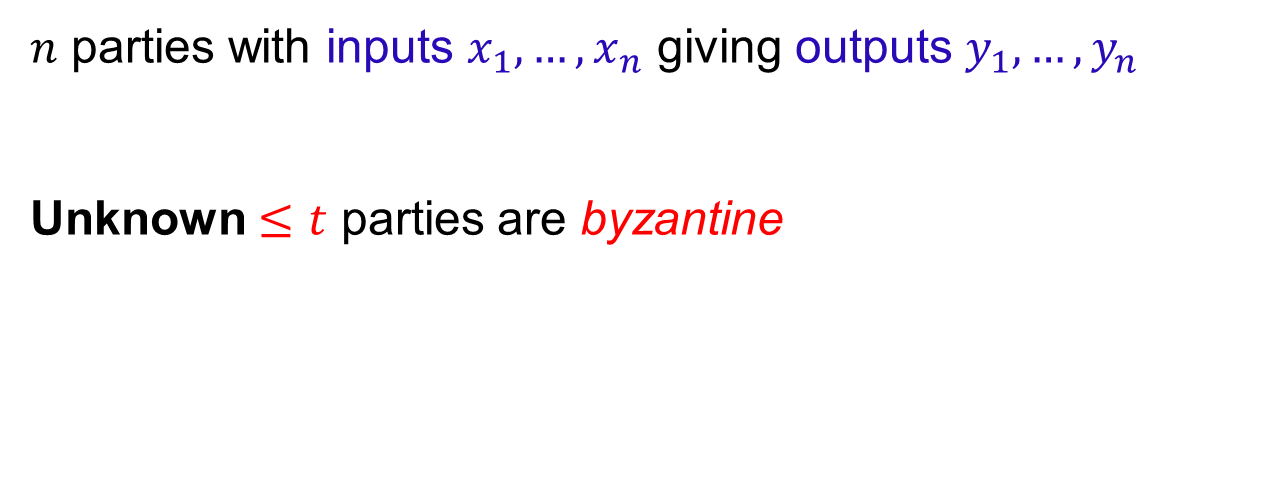 n parties with inputs x₁, … , xₙ giving outputs y₁, … , yₙ
Unknown ≤ t parties are byzantine